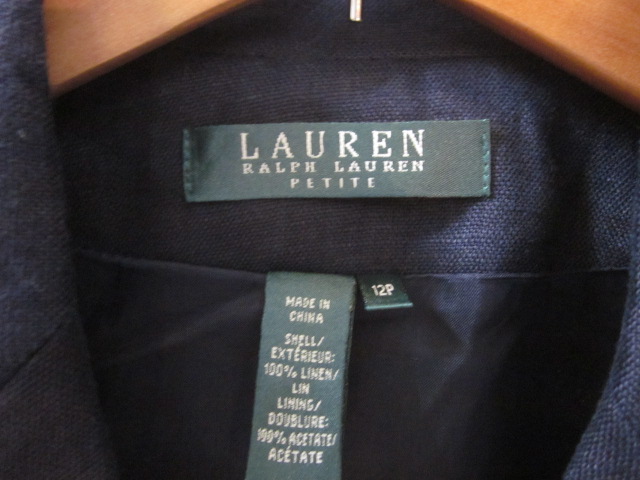 LAUREN
RALPH LAUREN
PETITE
12P
MADE IN
CHINA
SHELL/
EXTÉRIEUR:
100% LINEN/
LIN
LINING/
DOUBLURE:
100% ACETATE/
ACÉTATE